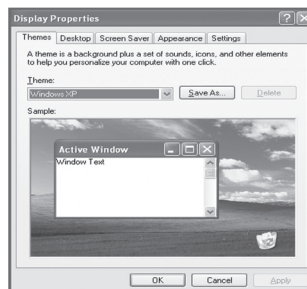 Display Properties
Themes Desktop Screen Saver Appearance Settings
A theme is a background plus a set of sounds, icons, and other elements
to help you personalize your computer with one click.
Theme:
Windows XP Save As... Delete
Sample:
Active Window
Window Text
OK Cancel Apply